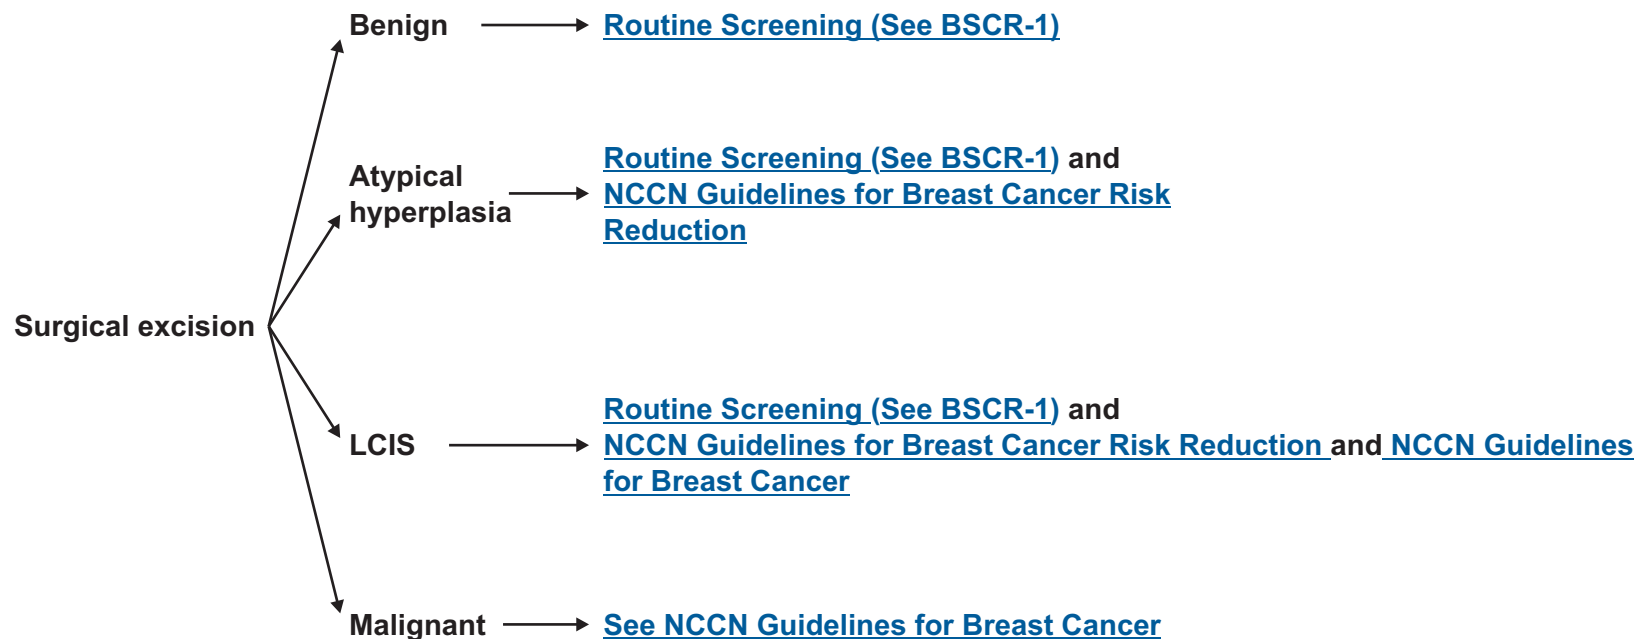 Benign
Routine Screening (See BSCR-1)
Atypical
hyperplasia
Routine Screening (See BSCR-1) and
NCCN Guidelines for Breast Cancer Risk
Reduction
Surgical excision
LCIS
Routine Screening (See BSCR-1) and
NCCN Guidelines for Breast Cancer Risk Reduction and NCCN Guidelines
for Breast Cancer
Malignant
See NCCN Guidelines for Breast Cancer